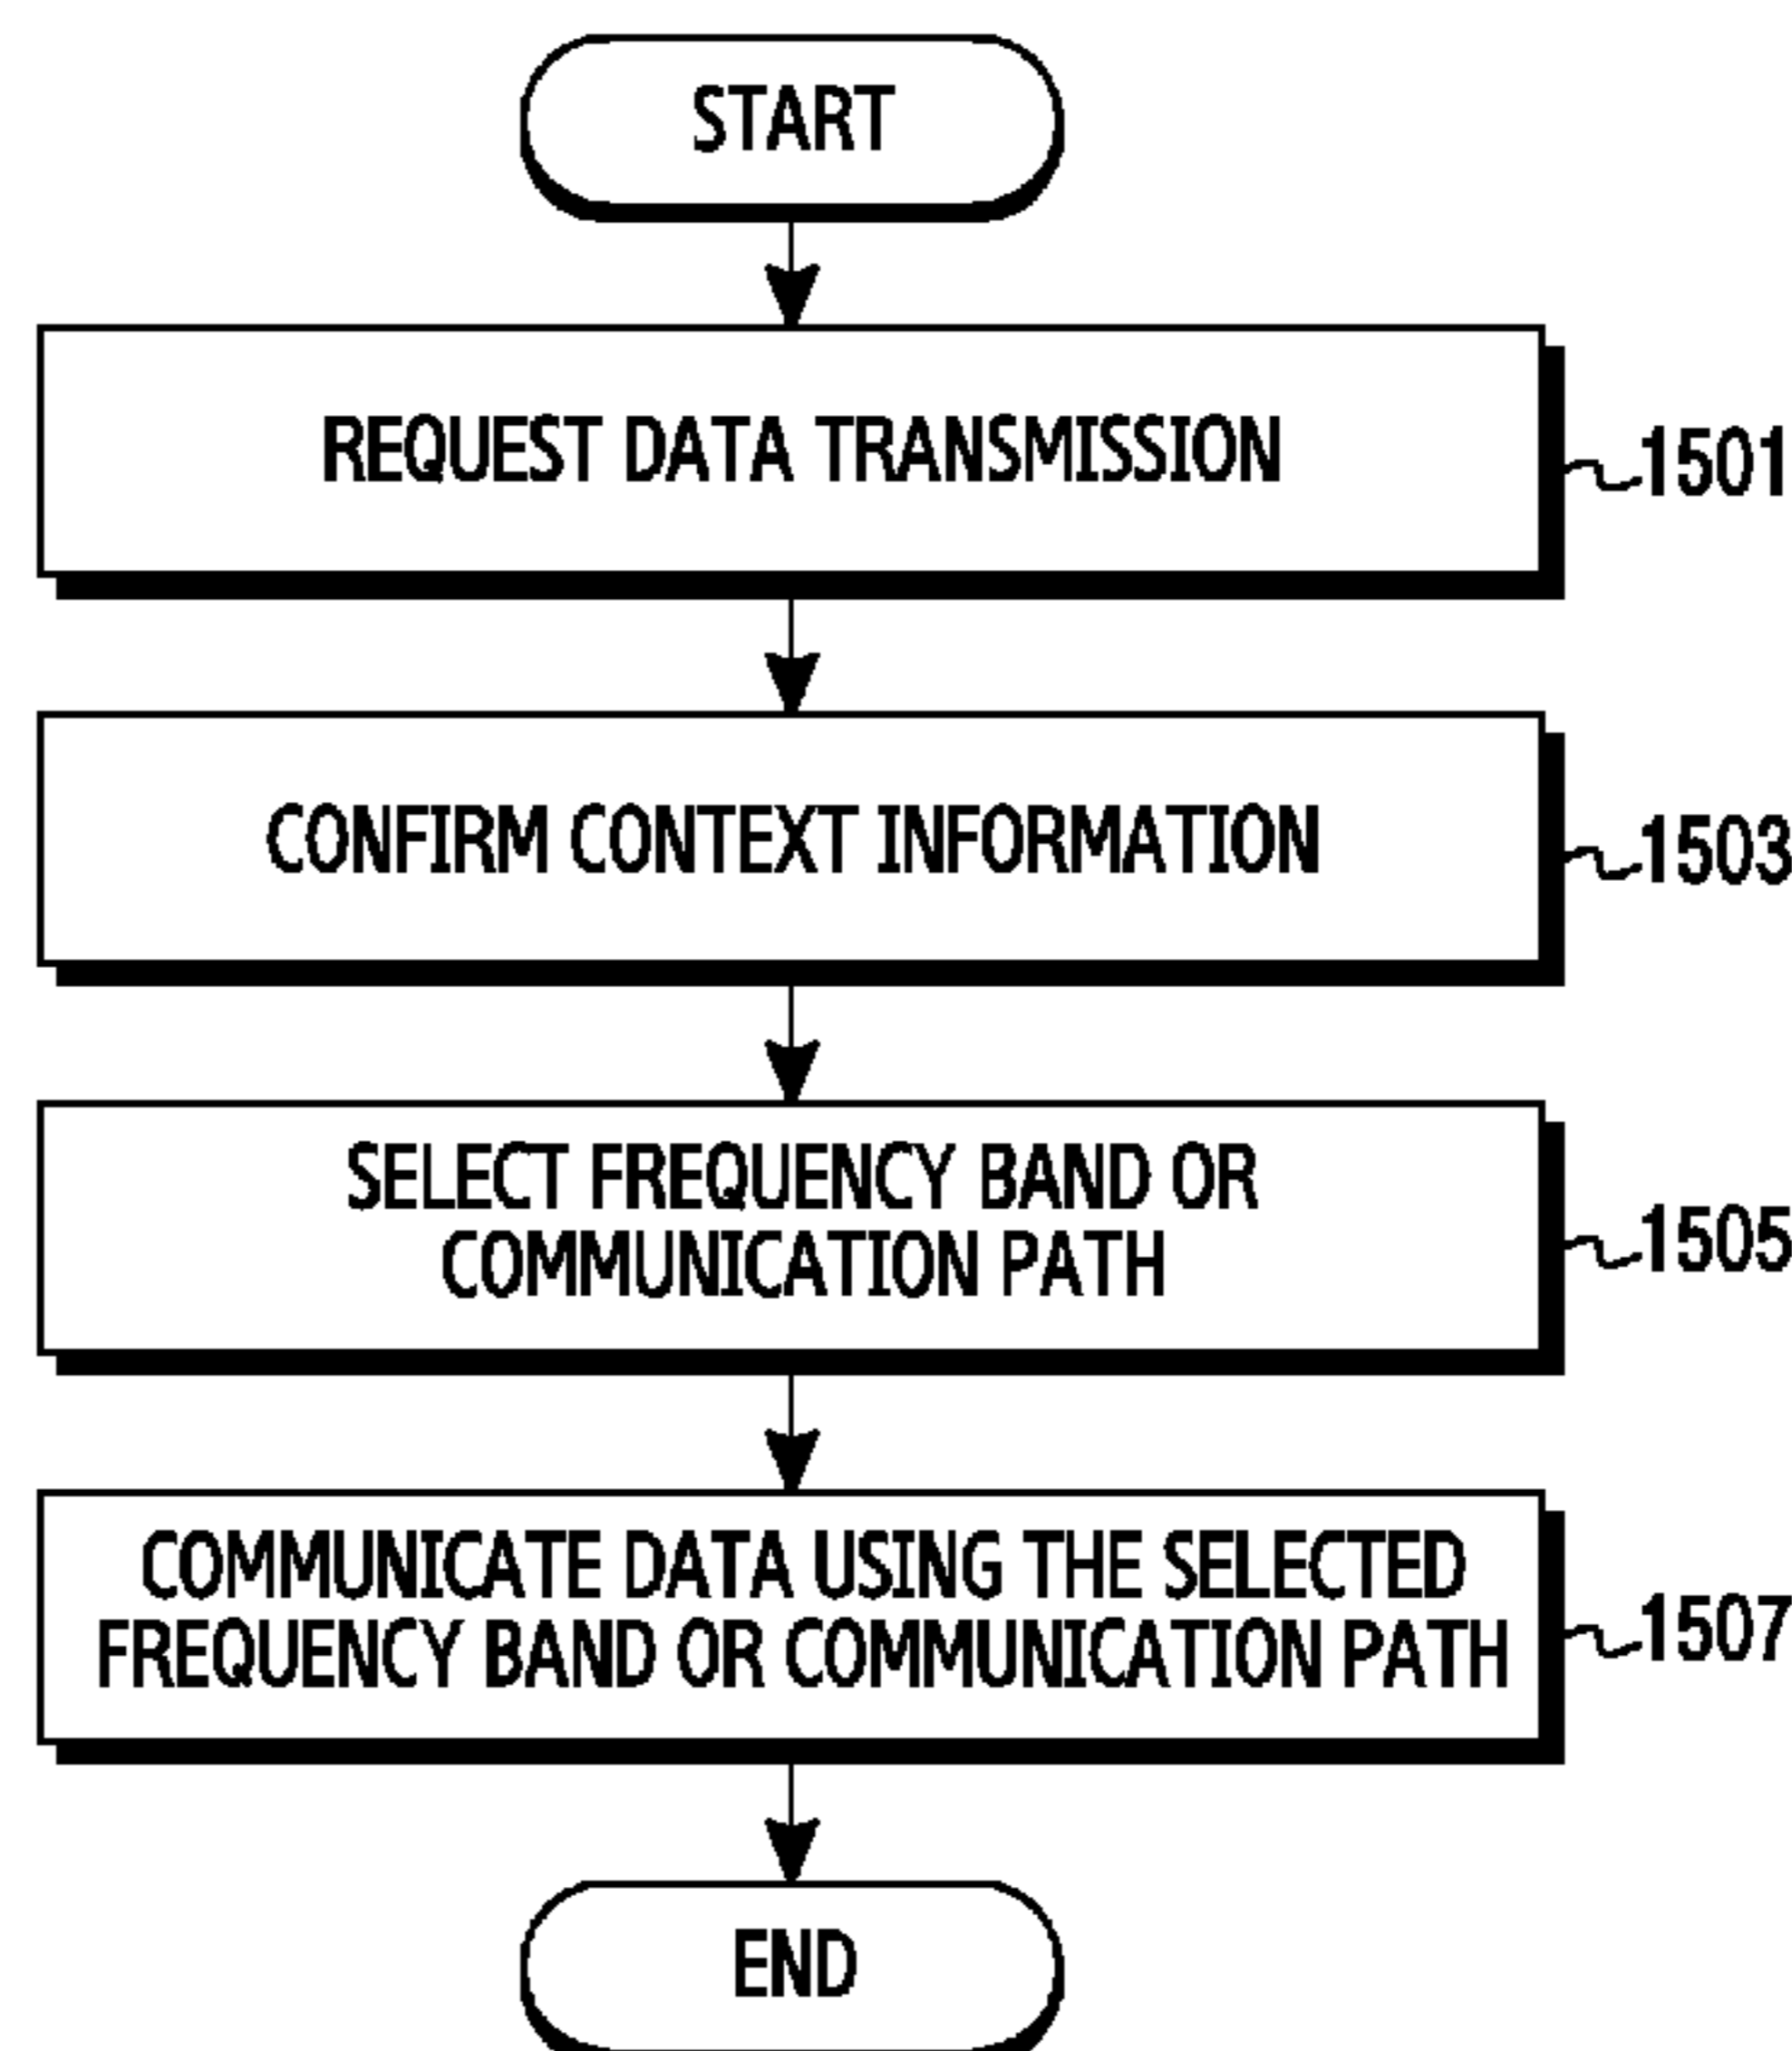 START
REQUEST DATA TRANSMISSION
1501
CONFIRM CONTEXT INFORMATION
1503
SELECT FREQUENCY BAND OR
COMMUNICATION PATH
1505
COMMUNICATE DATA USING THE SELECTED
FREQUENCY BAND OR COMMUNICATION PATH
1507
END